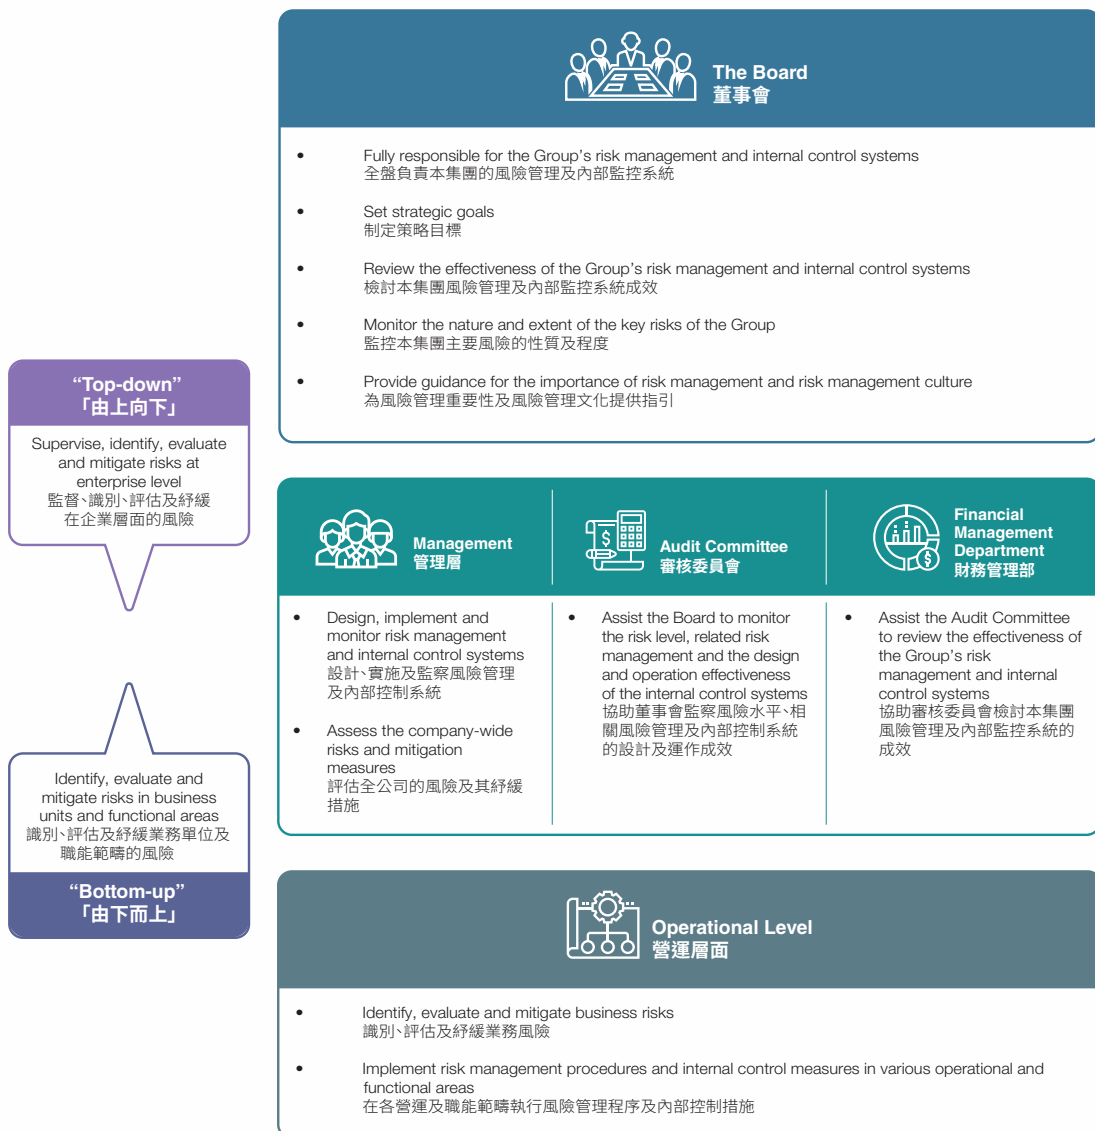 The Board
董事會
• Fully responsible for the Group’s risk management and internal control systems
全盤負責本集團的風險管理及內部監控系統
• Set strategic goals
制定策略目標
• Review the effectiveness of the Group’s risk management and internal control systems
檢討本集團風險管理及內部監控系統成效
• Monitor the nature and extent of the key risks of the Group
監控本集團主要風險的性質及程度
• Provide guidance for the importance of risk management and risk management culture
為風險管理重要性及風險管理文化提供指引
“Top-down”
「由上向下」
Supervise, identify, evaluate
and mitigate risks at
enterprise level
監督、識別、評估及紓緩
在企業層面的風險
Identify, evaluate and
mitigate risks in business
units and functional areas
識別、評估及紓緩業務單位及
職能範疇的風險
“Bottom-up”
「由下而上」
Management
管理層
• Design, implement and
monitor risk management
and internal control systems
設計、實施及監察風險管理
及內部控制系統
• Assess the company-wide
risks and mitigation
measures
評估全公司的風險及其紓緩
措施
Audit Committee
審核委員會
• Assist the Board to monitor
the risk level, related risk
management and the design
and operation effectiveness
of the internal control systems
協助董事會監察風險水平、相
關風險管理及內部控制系統
的設計及運作成效
Financial
Management
Department
財務管理部
• Assist the Audit Committee
to review the effectiveness of
the Group’s risk
management and internal
control systems
協助審核委員會檢討本集團
風險管理及內部監控系統的
成效
Operational Level
營運層面
• Identify, evaluate and mitigate business risks
識別、評估及紓緩業務風險
• Implement risk management procedures and internal control measures in various operational and
functional areas
在各營運及職能範疇執行風險管理程序及內部控制措施